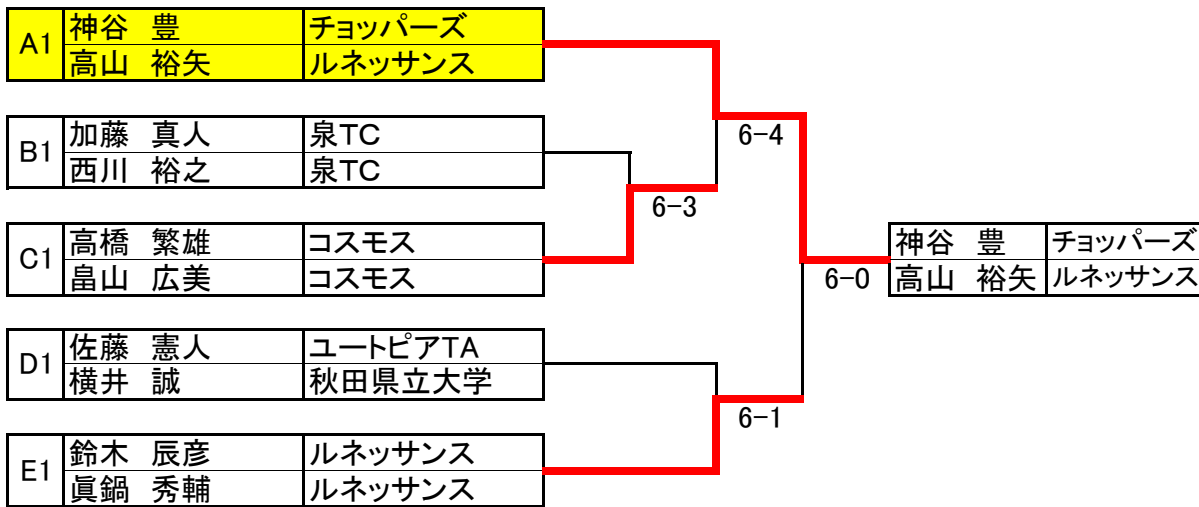 A1 神谷 豊 チョッパーズ
高山 裕矢 ルネッサンス
B1 加藤 真人 泉TC
西川 裕之 泉TC
6-4
6-3
C1 高橋 繁雄 コスモス
畠山 広美 コスモス
神谷 豊 チョッパーズ
6-0 高山 裕矢 ルネッサンス
D1 佐藤 憲人 ユートピアTA
横井 誠 秋田県立大学
6-1
E1 鈴木 辰彦 ルネッサンス
眞鍋 秀輔 ルネッサンス